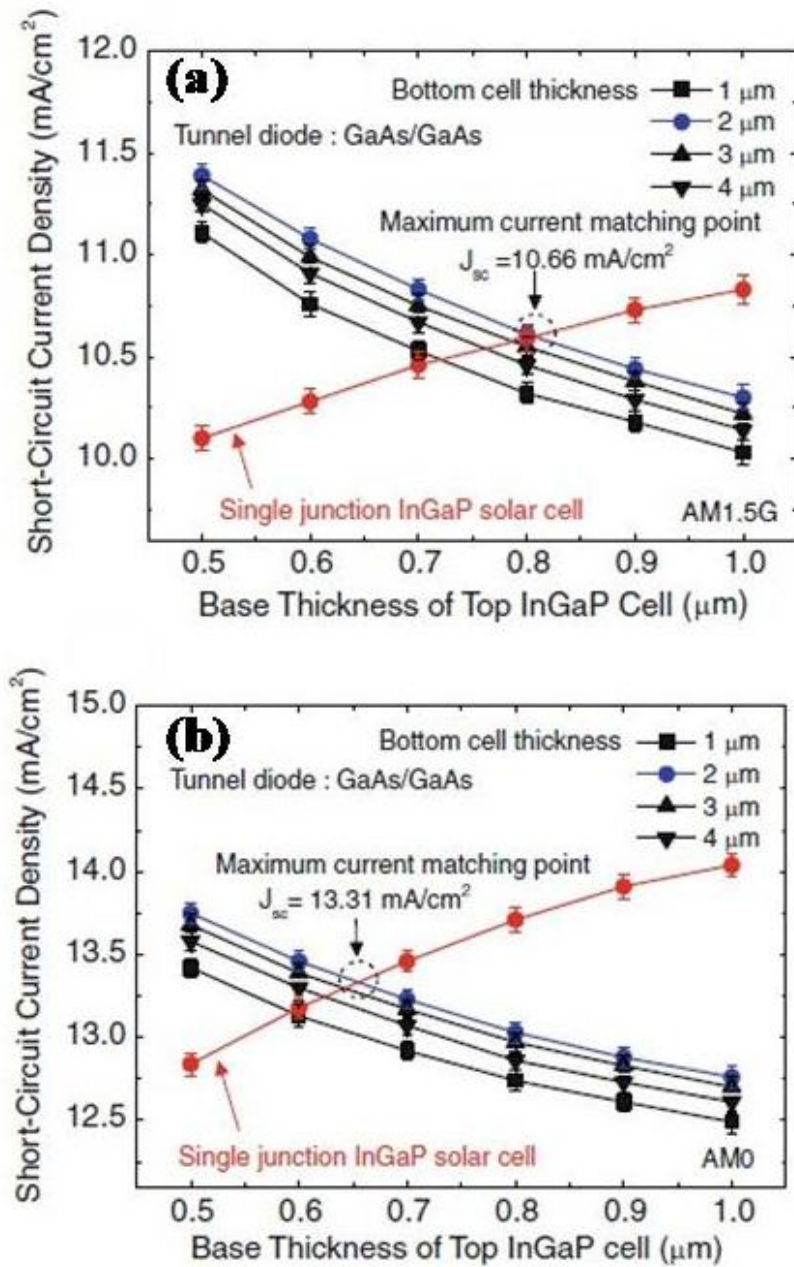 (a)
Bottom cell thickness
1 μm
2 μm
3 μm
4 μm
Tunnel diode : GaAs/GaAs
Maximum current matching point
Jsc =10.66 mA/cm²
Single junction InGaP solar cell
AM1.5G
Short-Circuit Current Density (mA/cm²)
12.0
11.5
11.0
10.5
10.0
0.5 0.6 0.7 0.8 0.9 1.0
Base Thickness of Top InGaP Cell (μm)
(b)
Bottom cell thickness
1 μm
2 μm
3 μm
4 μm
Tunnel diode : GaAs/GaAs
Maximum current matching point
Jsc= 13.31 mA/cm²
Single junction InGaP solar cell
AM0
Short-Circuit Current Density (mA/cm²)
15.0
14.5
14.0
13.5
13.0
12.5
0.5 0.6 0.7 0.8 0.9 1.0
Base Thickness of Top InGaP cell (μm)